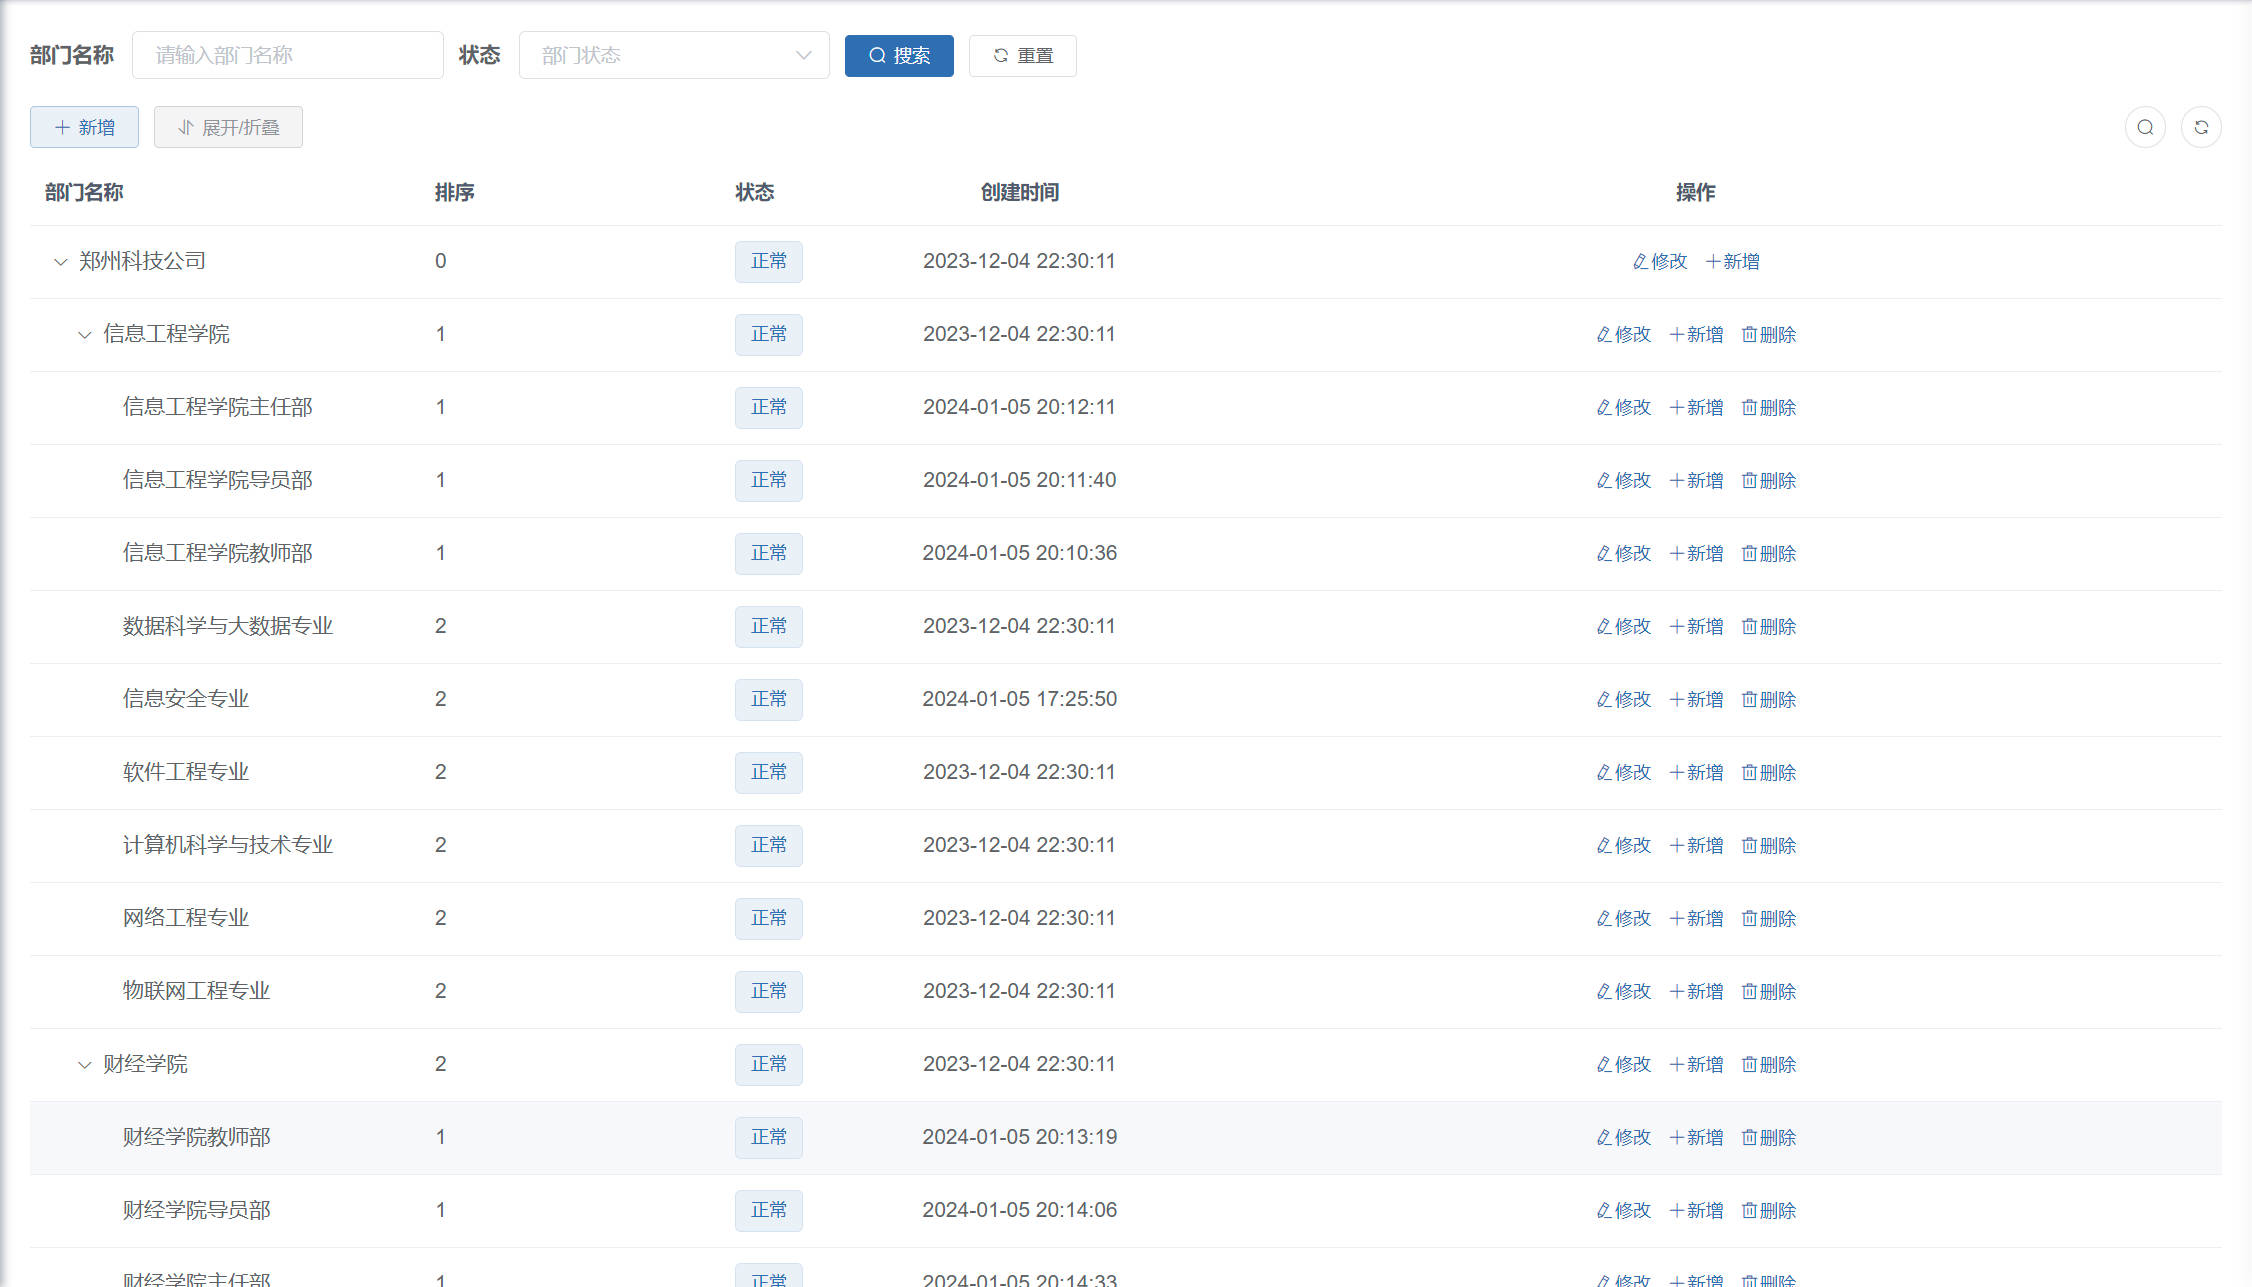 部门名称 请输入部门名称 状态 部门状态 搜索 重置
新增 展开/折叠
部门名称 排序 状态 创建时间 操作
郑州科技公司 0 正常 2023-12-04 22:30:11 修改 新增
信息工程学院 1 正常 2023-12-04 22:30:11 修改 新增 删除
信息工程学院主任部 1 正常 2024-01-05 20:12:11 修改 新增 删除
信息工程学院导员部 1 正常 2024-01-05 20:11:40 修改 新增 删除
信息工程学院教师部 1 正常 2024-01-05 20:10:36 修改 新增 删除
数据科学与大数据专业 2 正常 2023-12-04 22:30:11 修改 新增 删除
信息安全专业 2 正常 2024-01-05 17:25:50 修改 新增 删除
软件工程专业 2 正常 2023-12-04 22:30:11 修改 新增 删除
计算机科学与技术专业 2 正常 2023-12-04 22:30:11 修改 新增 删除
网络工程专业 2 正常 2023-12-04 22:30:11 修改 新增 删除
物联网工程专业 2 正常 2023-12-04 22:30:11 修改 新增 删除
财经学院 2 正常 2023-12-04 22:30:11 修改 新增 删除
财经学院教师部 1 正常 2024-01-05 20:13:19 修改 新增 删除
财经学院导员部 1 正常 2024-01-05 20:14:06 修改 新增 删除
财经学院主任部 1 正常 2024-01-05 20:14:33 修改 新增 删除